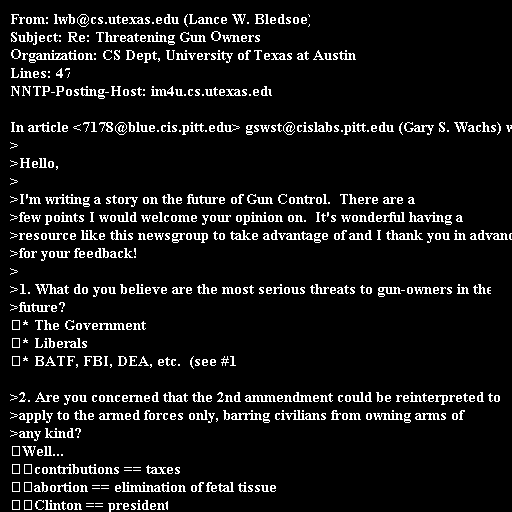 From: lwb@cs.utexas.edu (Lance W. Bledsoe)
Subject: Re: Threatening Gun Owners
Organization: CS Dept, University of Texas at Austin
Lines: 47
NNTP-Posting-Host: im4u.cs.utexas.edu

In article <7178@blue.cis.pitt.edu> gswst@cislabs.pitt.edu (Gary S. Wachs) w
>
>Hello,
>
>I'm writing a story on the future of Gun Control.  There are a
>few points I would welcome your opinion on.  It's wonderful having a
>resource like this newsgroup to take advantage of and I thank you in advanc
>for your feedback!
>
>1. What do you believe are the most serious threats to gun-owners in the
>future?
□* The Government
□* Liberals
□* BATF, FBI, DEA, etc.  (see #1

>2. Are you concerned that the 2nd ammendment could be reinterpreted to
>apply to the armed forces only, barring civilians from owning arms of
>any kind?
□Well...
□□contributions == taxes
□□abortion == elimination of fetal tissue
□□Clinton == president